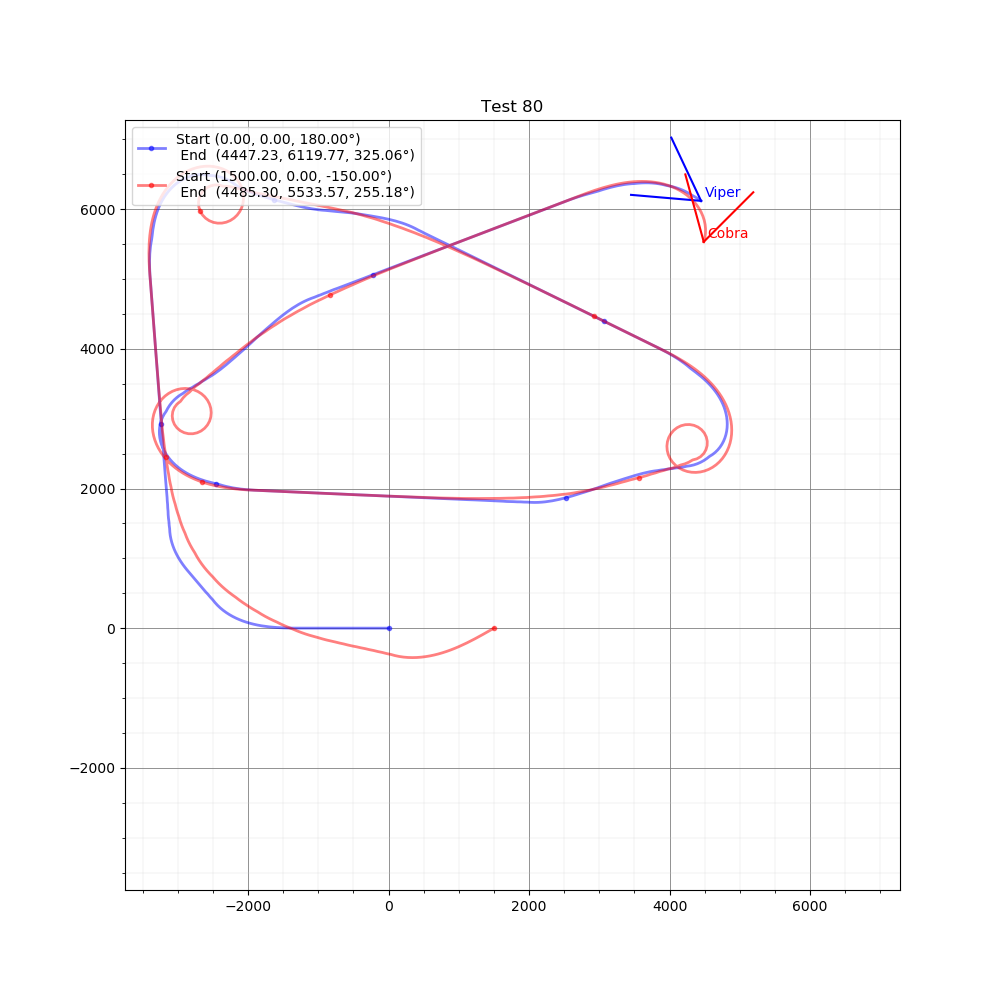 Test 80
Start (0.00, 0.00, 180.00°)
End (4447.23, 6119.77, 325.06°)
Start (1500.00, 0.00, -150.00°)
End (4485.30, 5533.57, 255.18°)
Viper
Cobra
6000
4000
2000
0
−2000
−2000
0
2000
4000
6000